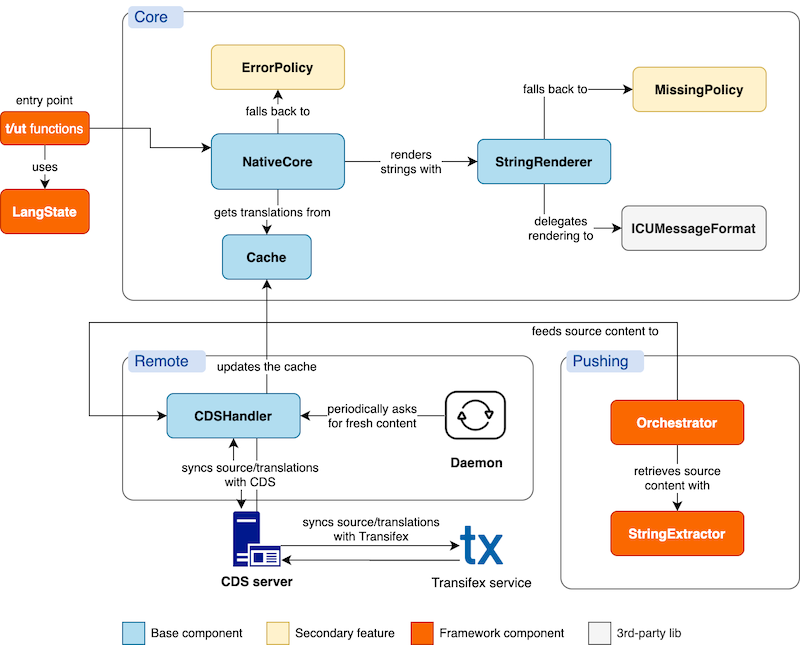 Core
ErrorPolicy
falls back to
MissingPolicy
falls back to
entry point
t/ut functions
uses
LangState
NativeCore
renders
strings with
StringRenderer
gets translations from
delegates
rendering to
ICUMessageFormat
Cache
feeds source content to
Remote
updates the cache
Pushing
CDSHandler
periodically asks
for fresh content
Daemon
Orchestrator
syncs source/translations
with CDS
retrieves source
content with
StringExtractor
syncs source/translations
with Transifex
tx
CDS server
Transifex service
Base component
Secondary feature
Framework component
3rd-party lib